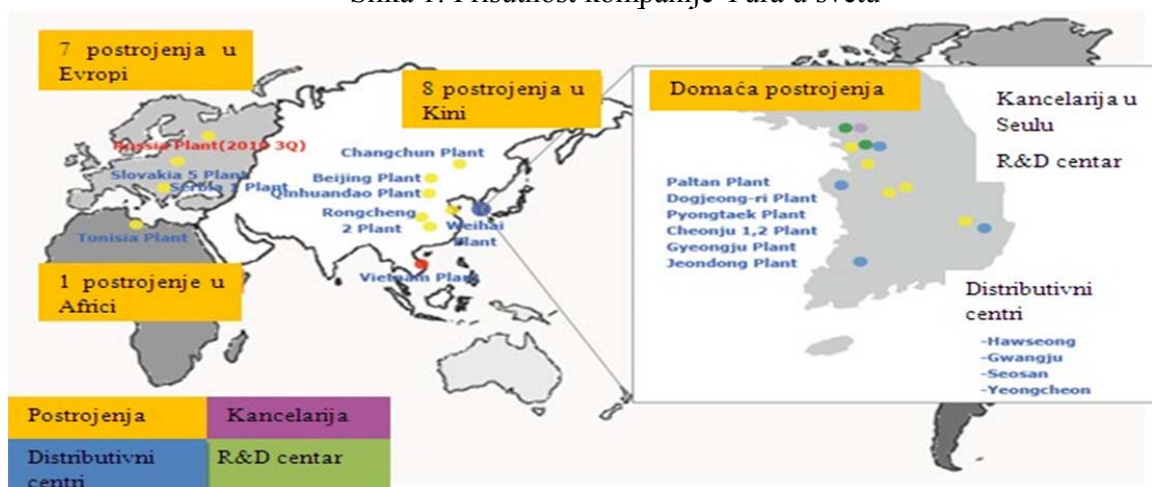 Slika 1. Prisutnost kompanije Yura u svetu
7 postrojenja u
Evropi
8 postrojenja u
Kini
Domaća postrojenja
Kancelarija u
Seulu
R&D centar
Russia Plant(2010 3Q)
Slovakia 5 Plant
Serbia 1 Plant
Tunisia Plant
Changchun Plant
Beijing Plant
Qinhuandao Plant
Rongcheng
2 Plant
Weihai
Plant
Vietnam Plant
Paltan Plant
Dogjeong-ri Plant
Pyongtaek Plant
Cheonju 1,2 Plant
Gyeongju Plant
Jeondong Plant
1 postrojenje u
Africi
Distributivni
centri
-Hawseong
-Gwangju
-Seosan
-Yeongcheon
Postrojenja
Kancelarija
Distributivni
centri
R&D centar